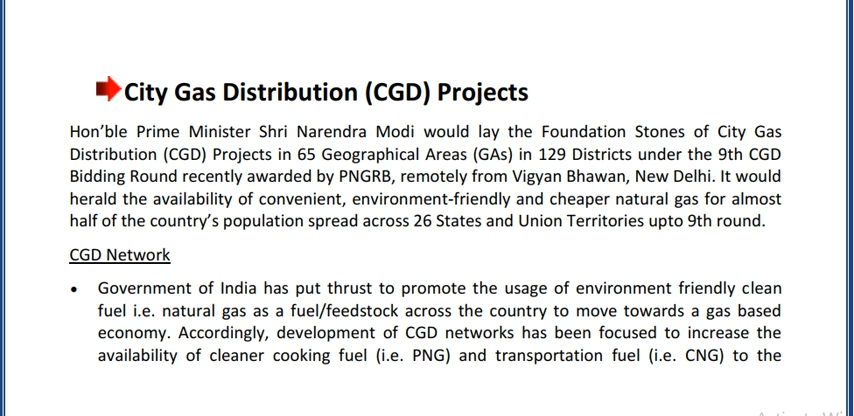 City Gas Distribution (CGD) Projects
Hon’ble Prime Minister Shri Narendra Modi would lay the Foundation Stones of City Gas
Distribution (CGD) Projects in 65 Geographical Areas (GAs) in 129 Districts under the 9th CGD
Bidding Round recently awarded by PNGRB, remotely from Vigyan Bhawan, New Delhi. It would
herald the availability of convenient, environment-friendly and cheaper natural gas for almost
half of the country’s population spread across 26 States and Union Territories upto 9th round.
CGD Network
• Government of India has put thrust to promote the usage of environment friendly clean
fuel i.e. natural gas as a fuel/feedstock across the country to move towards a gas based
economy. Accordingly, development of CGD networks has been focused to increase the
availability of cleaner cooking fuel (i.e. PNG) and transportation fuel (i.e. CNG) to the